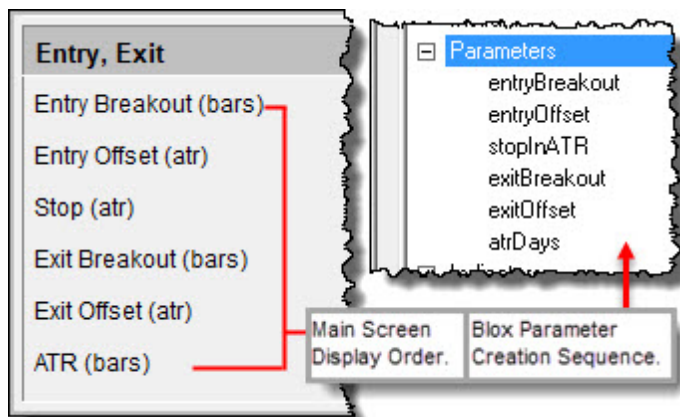 Entry, Exit
Entry Breakout (bars)
Entry Offset (atr)
Stop (atr)
Exit Breakout (bars)
Exit Offset (atr)
ATR (bars)
Parameters
entryBreakout
entryOffset
stopInATR
exitBreakout
exitOffset
atrDays
Main Screen
Display Order.
Blox Parameter
Creation Sequence.